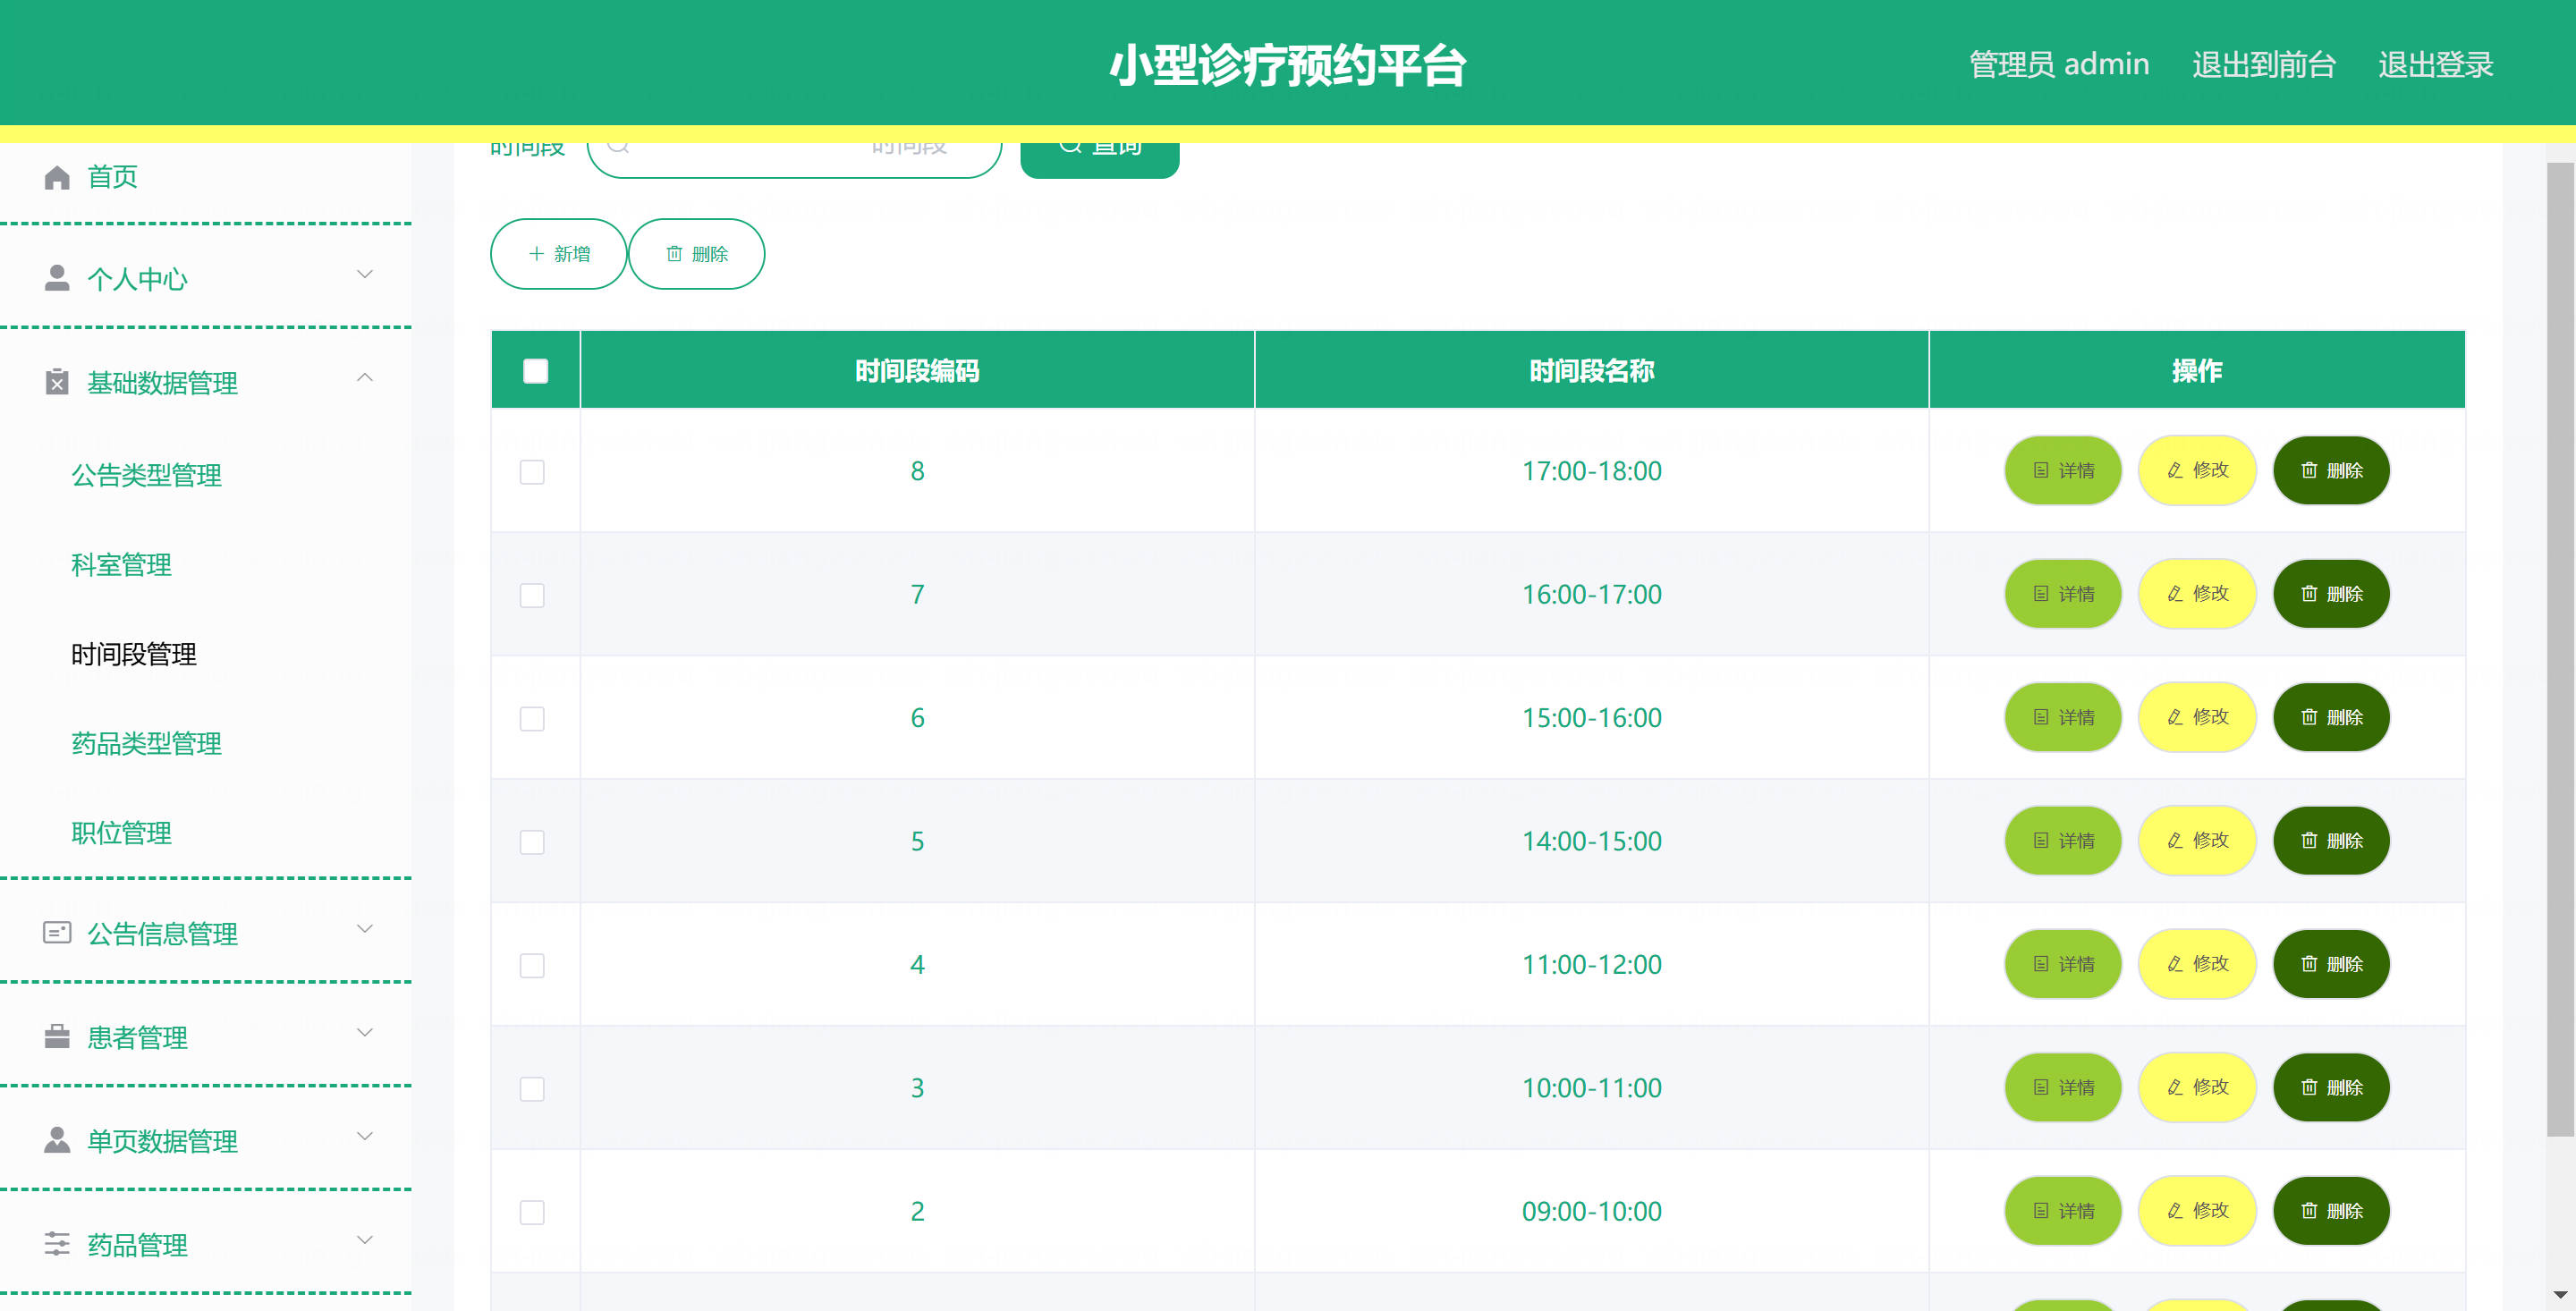 小型诊疗预约平台
管理员 admin 退出到前台 退出登录
时间段 时间段 查询
首页
新增 删除
个人中心
基础数据管理
公告类型管理
科室管理
时间段管理
药品类型管理
职位管理
公告信息管理
患者管理
单页数据管理
药品管理
时间段编码 时间段名称 操作
8 17:00-18:00 详情 修改 删除
7 16:00-17:00 详情 修改 删除
6 15:00-16:00 详情 修改 删除
5 14:00-15:00 详情 修改 删除
4 11:00-12:00 详情 修改 删除
3 10:00-11:00 详情 修改 删除
2 09:00-10:00 详情 修改 删除